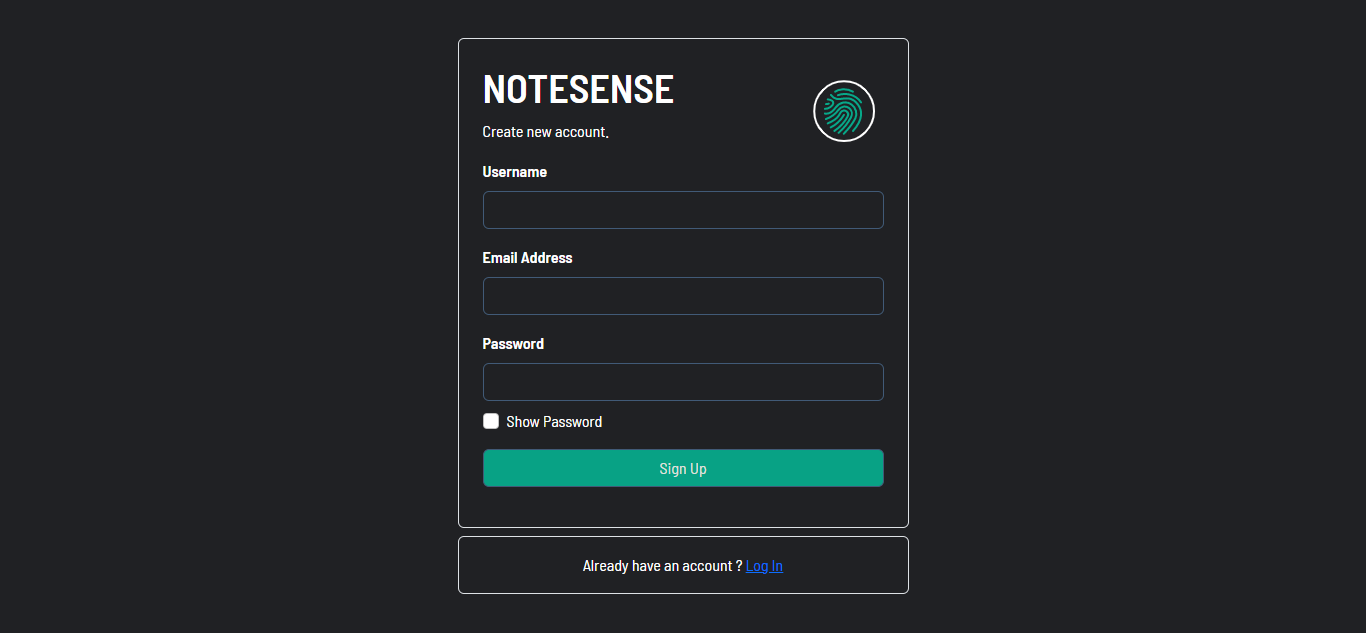 NOTESENSE
Create new account.
Username
Email Address
Password
Show Password
Sign Up
Already have an account ? Log In